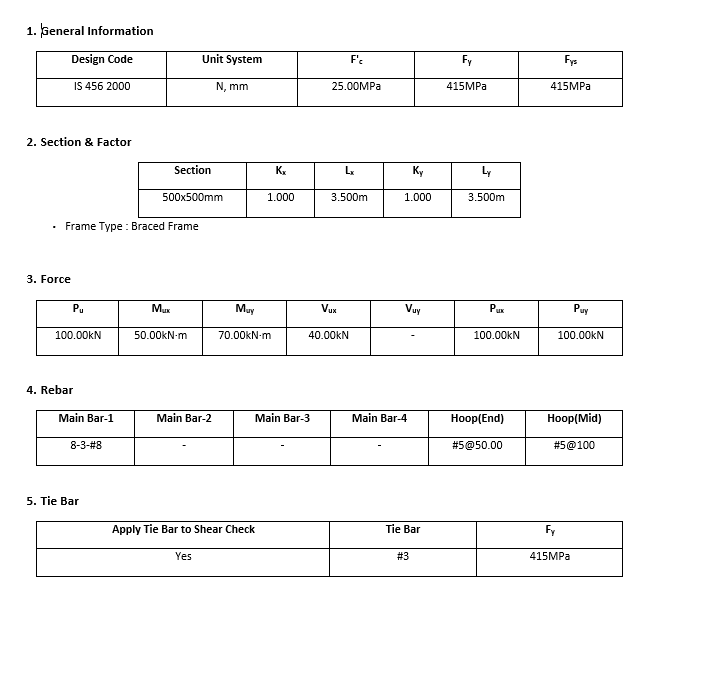 1. General Information
Design Code Unit System F'c Fy Fys
IS 456 2000 N, mm 25.00MPa 415MPa 415MPa
2. Section & Factor
Section Kx Lx Ky Ly
500x500mm 1.000 3.500m 1.000 3.500m
• Frame Type : Braced Frame
3. Force
Pu Mux Muy Vux Vuy Pux Puy
100.00kN 50.00kN·m 70.00kN·m 40.00kN - 100.00kN 100.00kN
4. Rebar
Main Bar-1 Main Bar-2 Main Bar-3 Main Bar-4 Hoop(End) Hoop(Mid)
8-3-#8 - - - #5@50.00 #5@100
5. Tie Bar
Apply Tie Bar to Shear Check Tie Bar Fy
Yes #3 415MPa